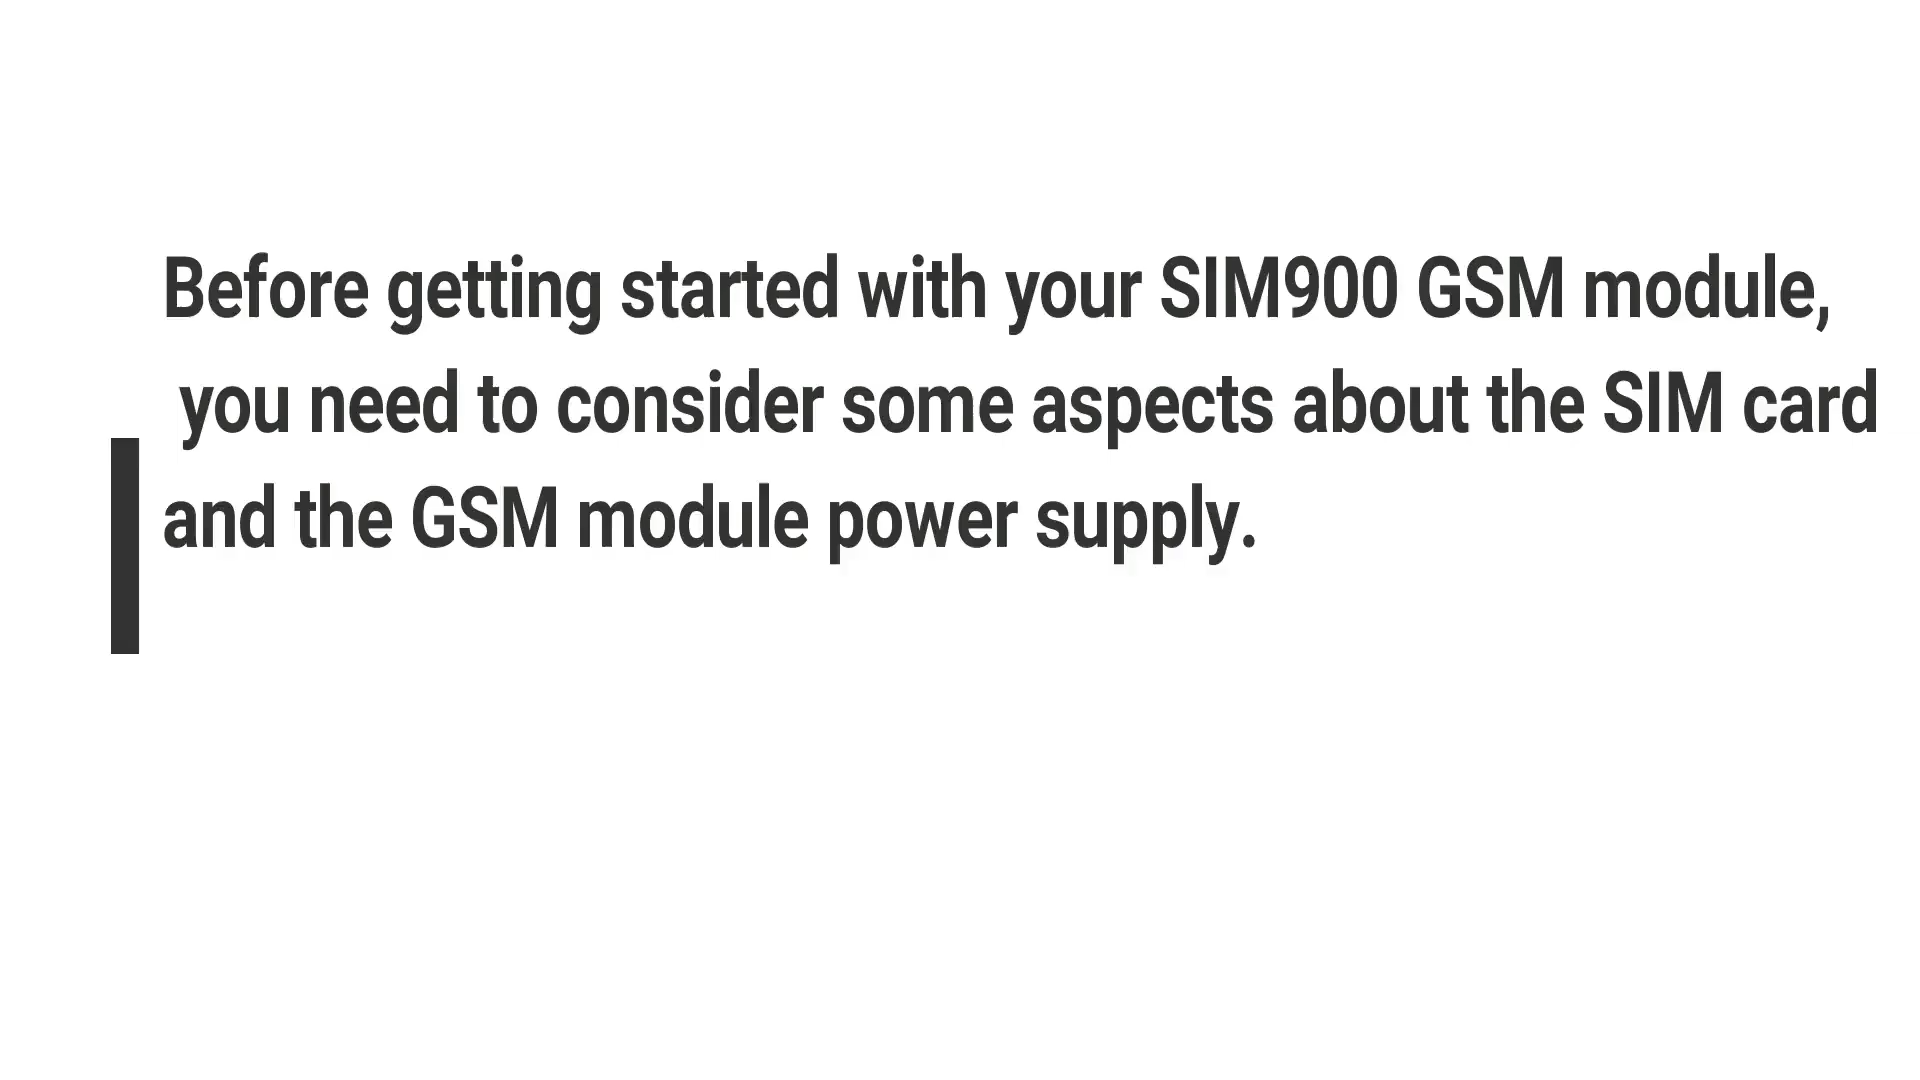 Before getting started with your SIM900 GSM module,
you need to consider some aspects about the SIM card
and the GSM module power supply.